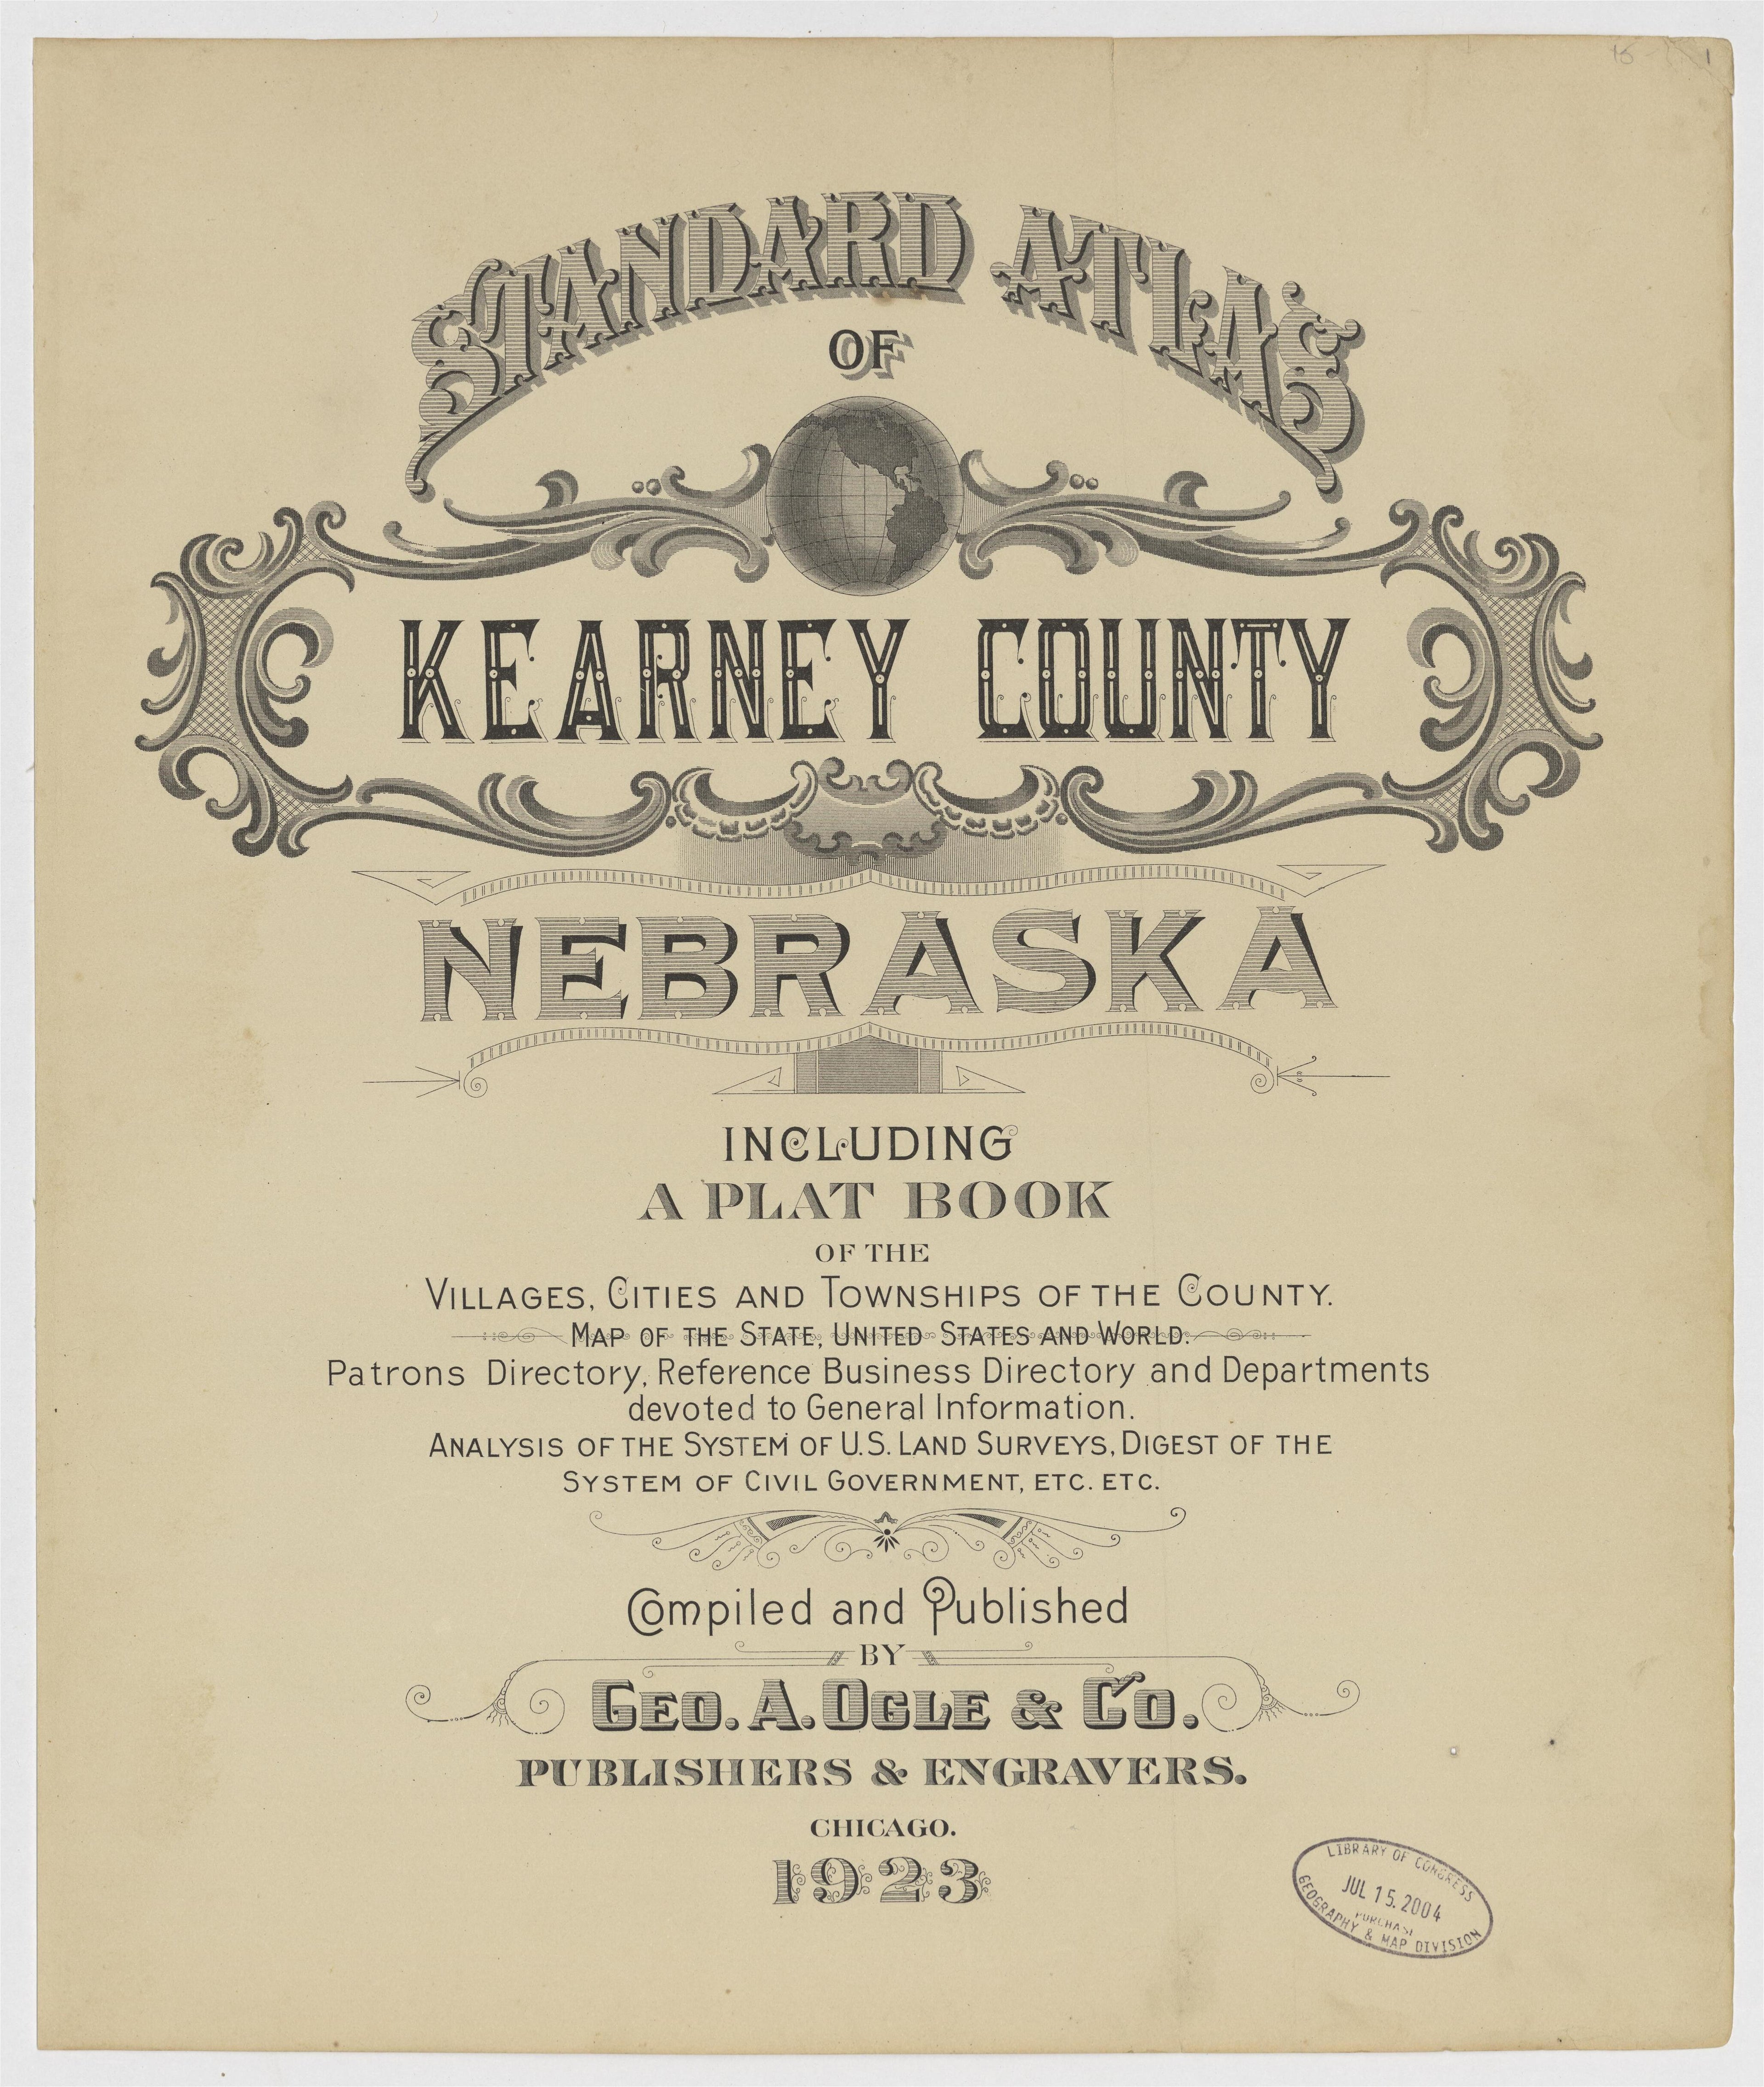 STANDARD ATLAS
OF
KEARNEY COUNTY
NEBRASKA
INCLUDING
A PLAT BOOK
OF THE
VILLAGES, CITIES AND TOWNSHIPS OF THE COUNTY.
MAP OF THE STATE, UNITED STATES AND WORLD.
Patrons Directory, Reference Business Directory and Departments
devoted to General Information.
ANALYSIS OF THE SYSTEM OF U.S. LAND SURVEYS, DIGEST OF THE
SYSTEM OF CIVIL GOVERNMENT, ETC. ETC.
Compiled and Published
BY
GEO. A. OGLE & CO.
PUBLISHERS & ENGRAVERS.
CHICAGO.
1923
LIBRARY OF CONGRESS
JUL 15.2004
GEOGRAPHY & MAP DIVISION